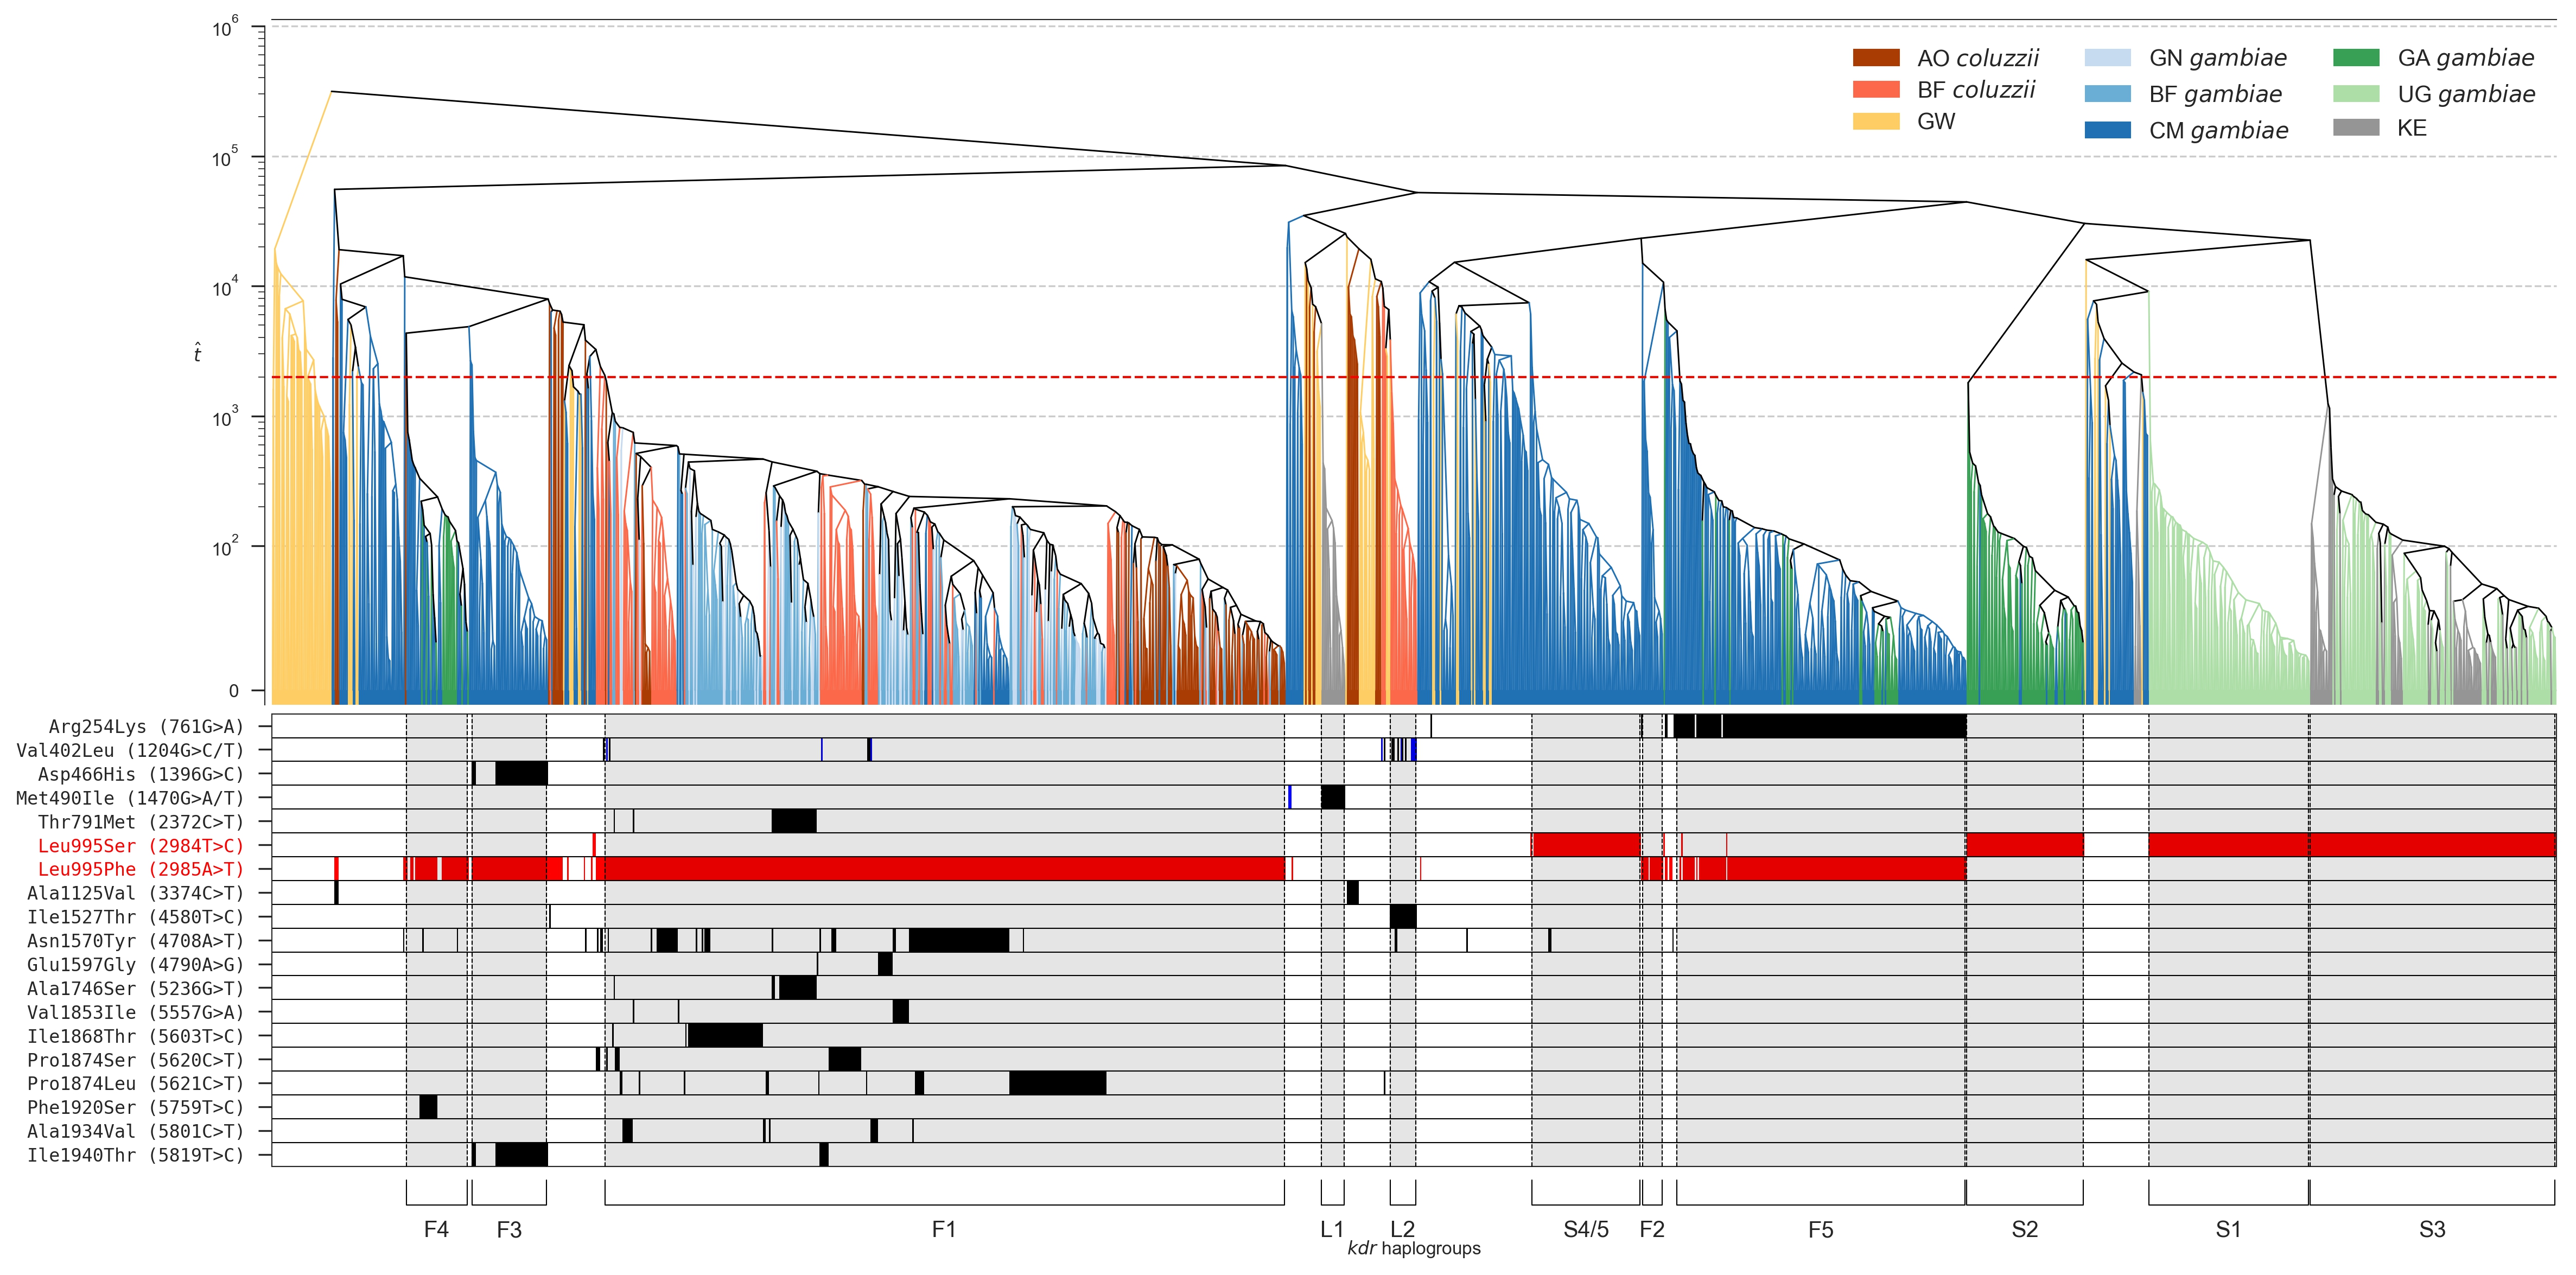 10^6
10^5
10^4
t̂
10^3
10^2
0
AO coluzzii
BF coluzzii
GW
GN gambiae
BF gambiae
CM gambiae
GA gambiae
UG gambiae
KE
Arg254Lys (761G>A)
Val402Leu (1204G>C/T)
Asp466His (1396G>C)
Met490Ile (1470G>A/T)
Thr791Met (2372C>T)
Leu995Ser (2984T>C)
Leu995Phe (2985A>T)
Ala1125Val (3374C>T)
Ile1527Thr (4580T>C)
Asn1570Tyr (4708A>T)
Glu1597Gly (4790A>G)
Ala1746Ser (5236G>T)
Val1853Ile (5557G>A)
Ile1868Thr (5603T>C)
Pro1874Ser (5620C>T)
Pro1874Leu (5621C>T)
Phe1920Ser (5759T>C)
Ala1934Val (5801C>T)
Ile1940Thr (5819T>C)
F4 F3 F1 L1 L2 S4/5 F2 F5 S2 S1 S3
kdr haplogroups